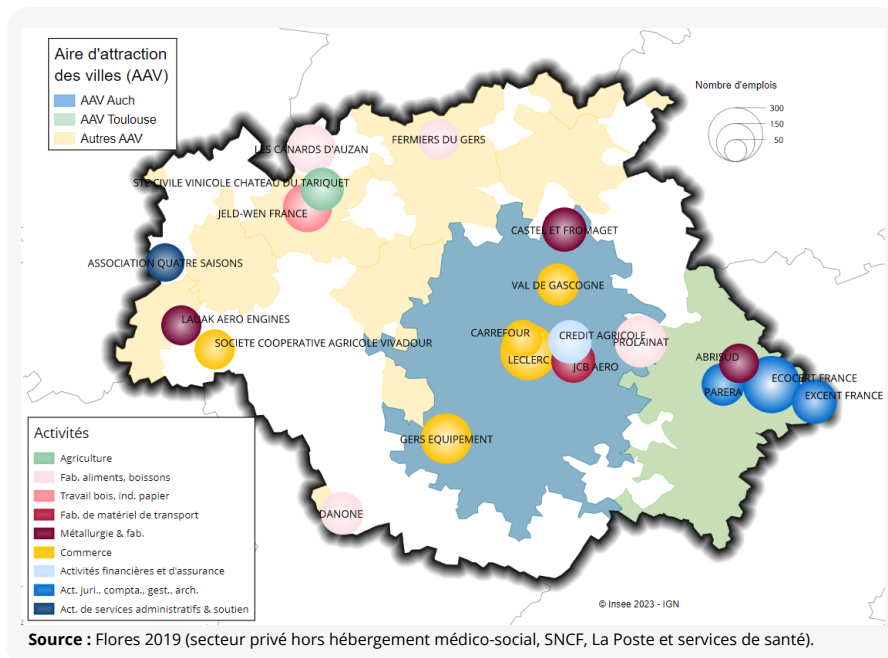 Aire d'attraction
des villes (AAV)
AAV Auch
AAV Toulouse
Autres AAV
Nombre d'emplois
300
150
50
LES CANARDS D'AUZAN
FERMIERS DU GERS
STE CIVILE VINICOLE CHATEAU DU TARIQUET
JELD-WEN FRANCE
CASTEL ET FROMAGET
ASSOCIATION QUATRE SAISONS
VAL DE GASCOGNE
LAUAK AERO ENGINES
SOCIETE COOPERATIVE AGRICOLE VIVADOUR
CARREFOUR
CREDIT AGRICOLE
PROLAINAT
LECLERC
JCB AERO
ABRISUD
ECOCERT FRANCE
PARERA
EXCENT FRANCE
GERS EQUIPEMENT
DANONE
Activités
Agriculture
Fab. aliments, boissons
Travail bois, ind. papier
Fab. de matériel de transport
Métallurgie & fab.
Commerce
Activités financières et d'assurance
Act. juri., compta., gest., arch.
Act. de services administratifs & soutien
© Insee 2023 - IGN
Source : Flores 2019 (secteur privé hors hébergement médico-social, SNCF, La Poste et services de santé).